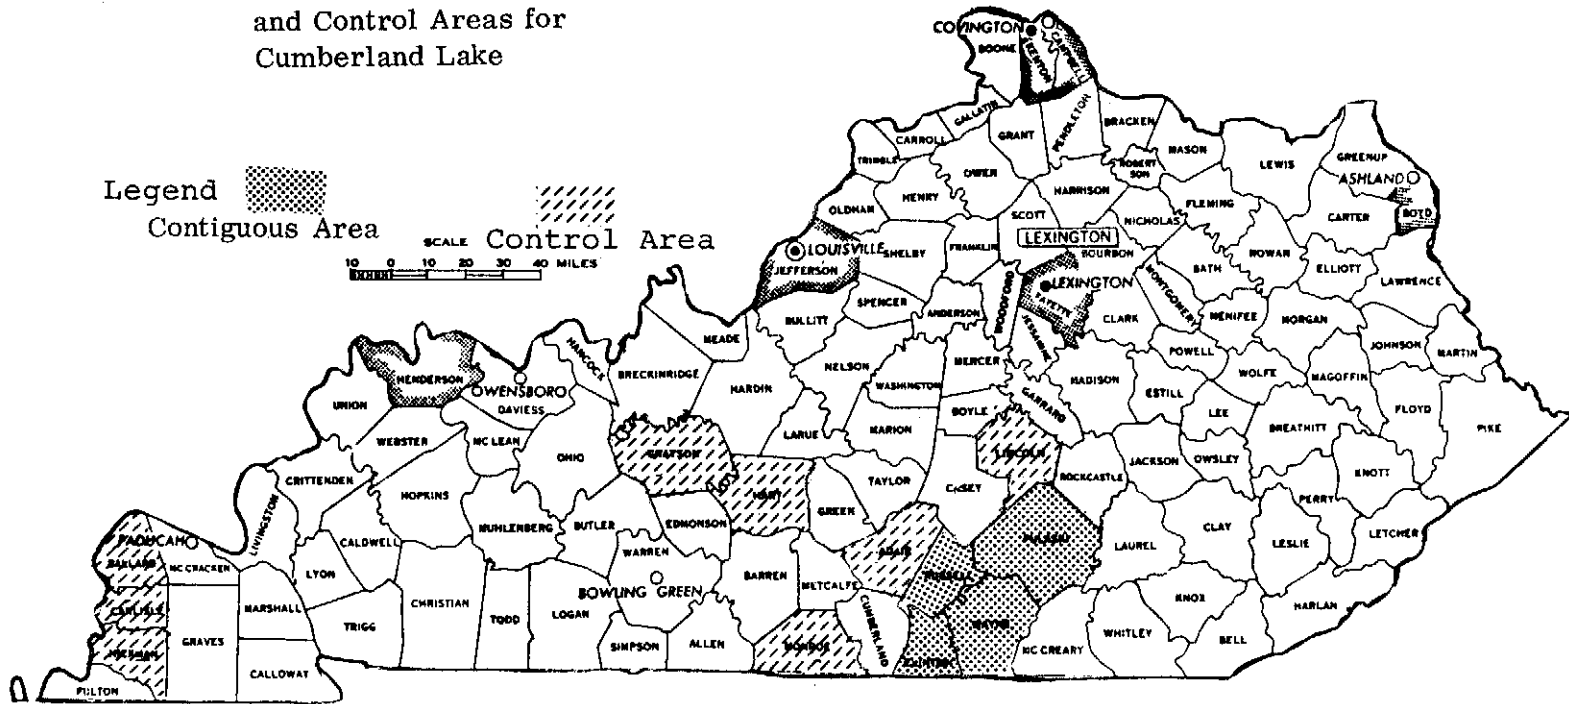 and Control Areas for
Cumberland Lake
Legend
Contiguous Area
Control Area
SCALE
10 0 10 20 30 40 MILES
COVINGTON
BOONE
KENTON
CAMPBELL
GALLATIN
CARROLL
TRIMBLE
GRANT
PENDLETON
BRACKEN
MASON
ROBERT
SON
LEWIS
GREENUP
ASHLAND
BOYD
CARTER
OWEN
HENRY
OLDHAM
HARRISON
SCOTT
NICHOLAS
FLEMING
ROWAN
ELLIOTT
LAWRENCE
LOUISVILLE
JEFFERSON
SHELBY
FRANKLIN
LEXINGTON
BOURBON
BATH
LEXINGTON
FAYETTE
WOODFORD
JESSAMINE
CLARK
MONTGOMERY
MENIFEE
MORGAN
JOHNSON
MARTIN
SPENCER
ANDERSON
BULLITT
MEADE
HANCOCK
BRECKINRIDGE
HARDIN
NELSON
WASHINGTON
MERCER
MADISON
POWELL
WOLFE
MAGOFFIN
ESTILL
LEE
FLOYD
PIKE
GARRARD
BOYLE
MARION
LARUE
HENDERSON
OWENSBORO
DAVIESS
UNION
WEBSTER
MC LEAN
OHIO
GRAYSON
LINCOLN
ROCKCASTLE
JACKSON
OWSLEY
BREATHITT
KNOTT
PERRY
LETCHER
CRITTENDEN
LIVINGSTON
HOPKINS
MUHLENBERG
BUTLER
EDMONSON
HART
GREEN
TAYLOR
CASEY
PULASKI
LAUREL
CLAY
LESLIE
PADUCAH
BALLARD
MC CRACKEN
CALDWELL
LYON
WARREN
BOWLING GREEN
BARREN
METCALFE
ADAIR
RUSSELL
KNOX
HARLAN
CARLISLE
GRAVES
MARSHALL
CHRISTIAN
TODD
LOGAN
TRIGG
SIMPSON
ALLEN
MONROE
CUMBERLAND
CLINTON
WAYNE
MC CREARY
WHITLEY
BELL
HICKMAN
CALLOWAY
FULTON